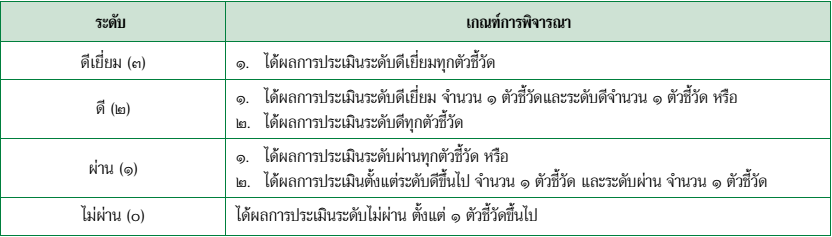 ระดับ เกณฑ์การพิจารณา
ดีเยี่ยม (๓) ๑. ได้ผลการประเมินระดับดีเยี่ยมทุกตัวชี้วัด
ดี (๒) ๑. ได้ผลการประเมินระดับดีเยี่ยม จำนวน ๑ ตัวชี้วัดและระดับดีจำนวน ๑ ตัวชี้วัด หรือ
๒. ได้ผลการประเมินระดับดีทุกตัวชี้วัด
ผ่าน (๑) ๑. ได้ผลการประเมินระดับผ่านทุกตัวชี้วัด หรือ
๒. ได้ผลการประเมินตั้งแต่ระดับดีขึ้นไป จำนวน ๑ ตัวชี้วัด และระดับผ่าน จำนวน ๑ ตัวชี้วัด
ไม่ผ่าน (๐) ได้ผลการประเมินระดับไม่ผ่าน ตั้งแต่ ๑ ตัวชี้วัดขึ้นไป